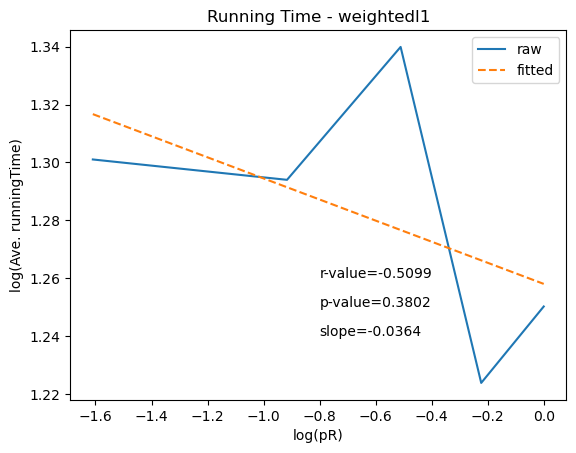 Running Time - weightedl1
raw
fitted
1.34
1.32
1.30
1.28
1.26
1.24
1.22
log(Ave. runningTime)
r-value=-0.5099
p-value=0.3802
slope=-0.0364
−1.6 −1.4 −1.2 −1.0 −0.8 −0.6 −0.4 −0.2 0.0
log(pR)